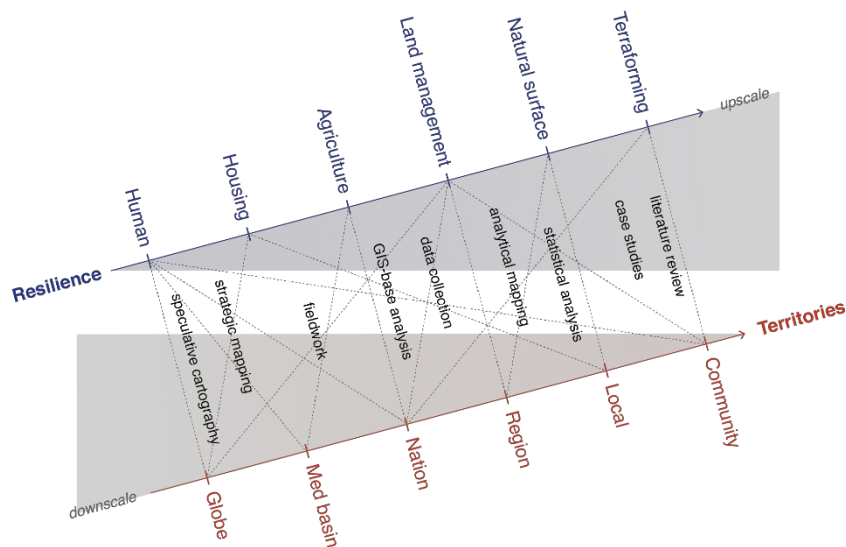 Resilience
Human
Housing
Agriculture
Land management
Natural surface
Terraforming
upscale
speculative cartography
strategic mapping
fieldwork
GIS-base analysis
data collection
analytical mapping
statistical analysis
case studies
literature review
Territories
downscale
Globe
Med basin
Nation
Region
Local
Community